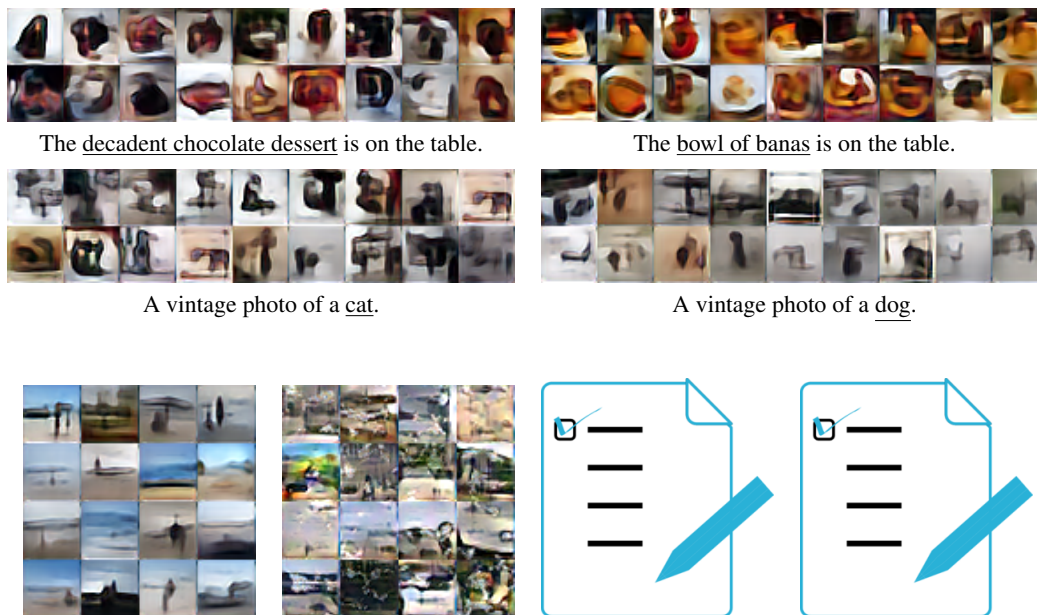 The decadent chocolate dessert is on the table.
The bowl of banas is on the table.
A vintage photo of a cat.
A vintage photo of a dog.